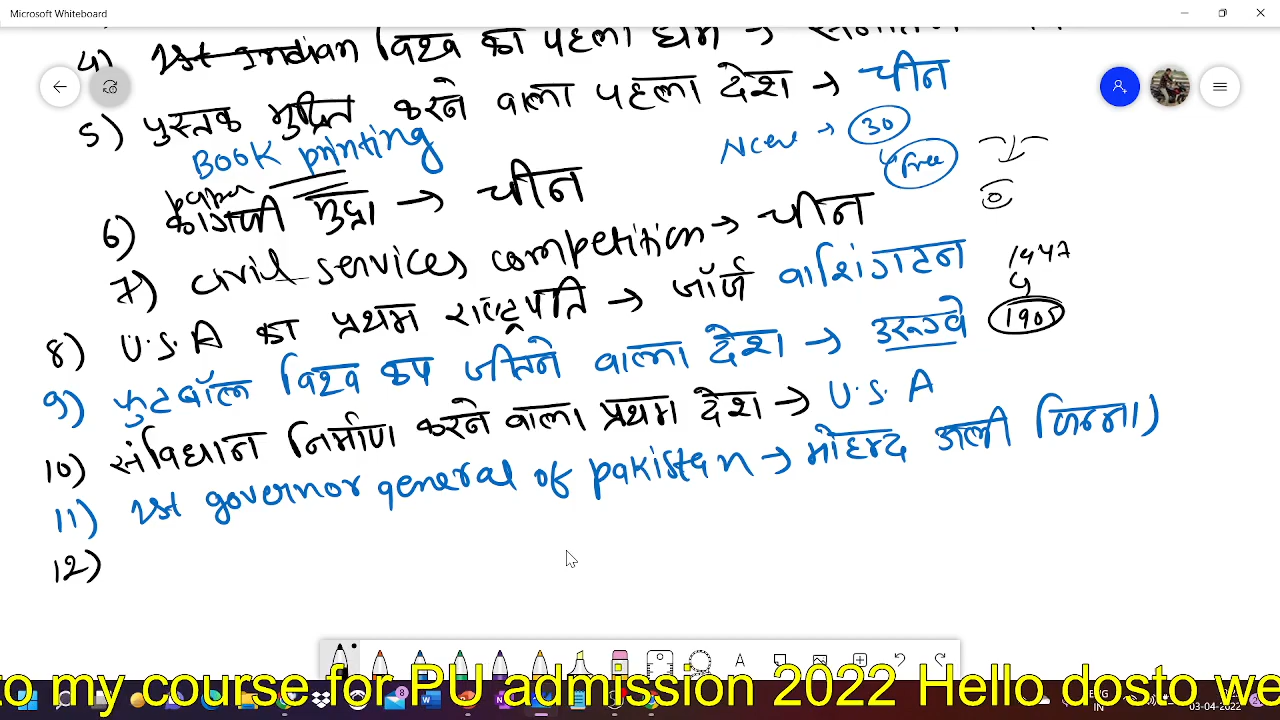 Microsoft Whiteboard
4) 1st Indian विश्व का पहला धर्म →
5) पुस्तक मुद्रित करने वाला पहला देश → चीन
Book printing
Ncert → 30
Free
paper
6) कागजी मुद्रा → चीन
7) civil services competition → चीन
1947
1905
8) U.S.A का प्रथम राष्ट्रपति → जॉर्ज वाशिंगटन
9) फुटबॉल विश्व कप जीतने वाला देश → उरूग्वे
10) संविधान निर्माण करने वाला प्रथम देश → U.S.A
11) 1st governor general of pakistan → मोहम्द अली जिन्ना)
12)
to my course for PU admission 2022 Hello dosto we
IN
03-04-2022